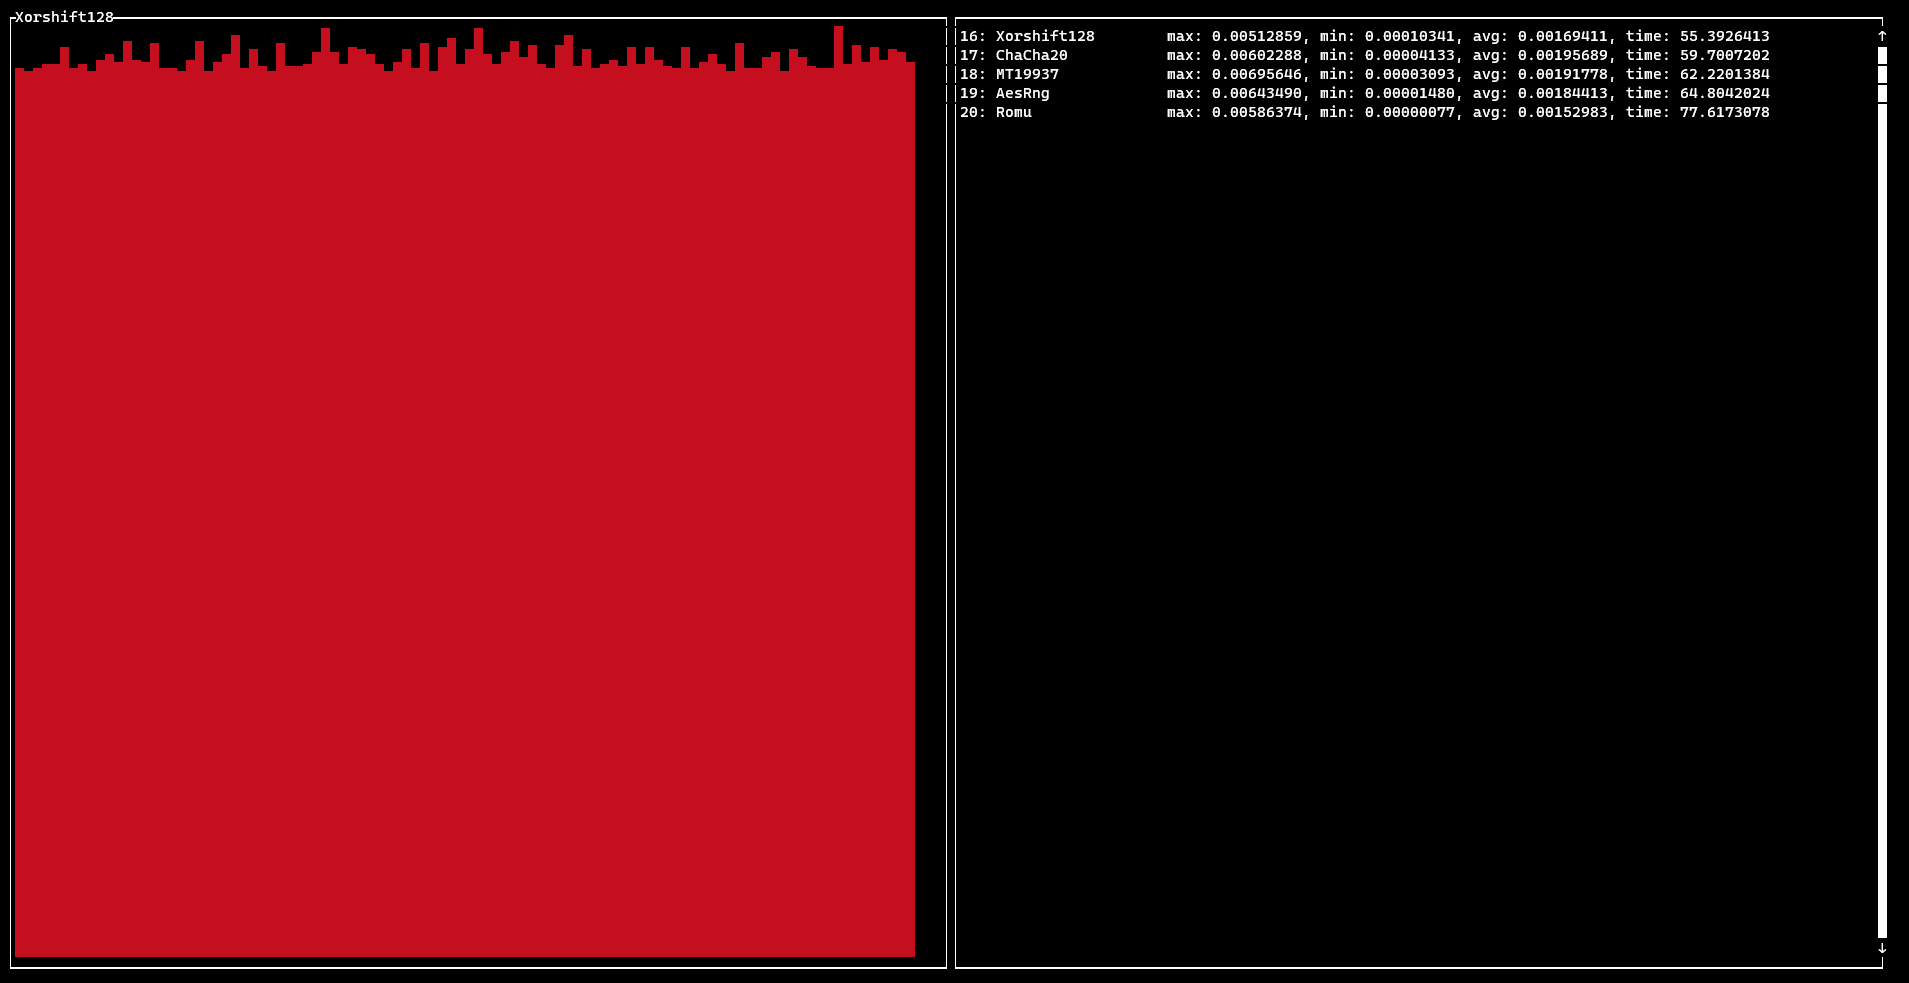 Xorshift128
16: Xorshift128 max: 0.00512859, min: 0.00010341, avg: 0.00169411, time: 55.3926413
17: ChaCha20 max: 0.00602288, min: 0.00004133, avg: 0.00195689, time: 59.7007202
18: MT19937 max: 0.00695646, min: 0.00003093, avg: 0.00191778, time: 62.2201384
19: AesRng max: 0.00643490, min: 0.00001480, avg: 0.00184413, time: 64.8042024
20: Romu max: 0.00586374, min: 0.00000077, avg: 0.00152983, time: 77.6173078